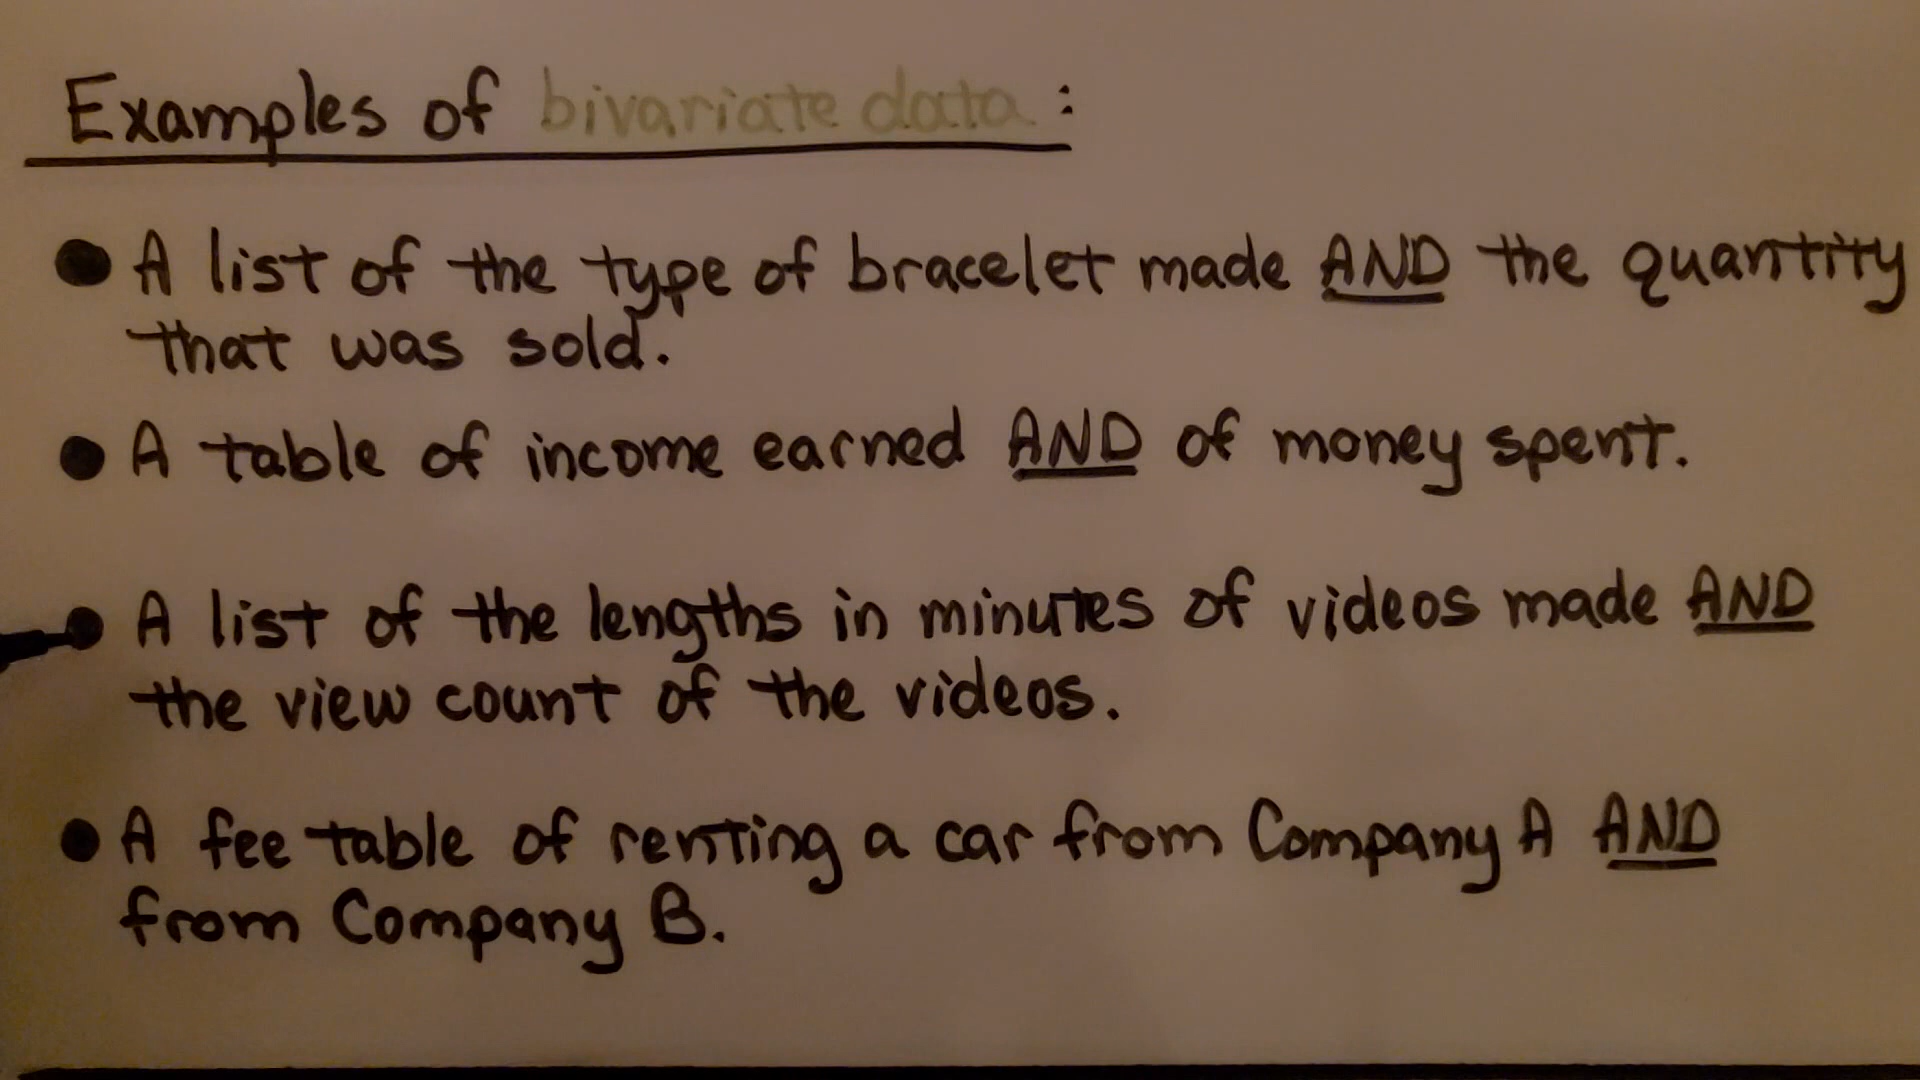 Examples of bivariate data:
● A list of the type of bracelet made AND the quantity
that was sold.
● A table of income earned AND of money spent.
● A list of the lengths in minutes of videos made AND
the view count of the videos.
● A fee table of renting a car from Company A AND
from Company B.